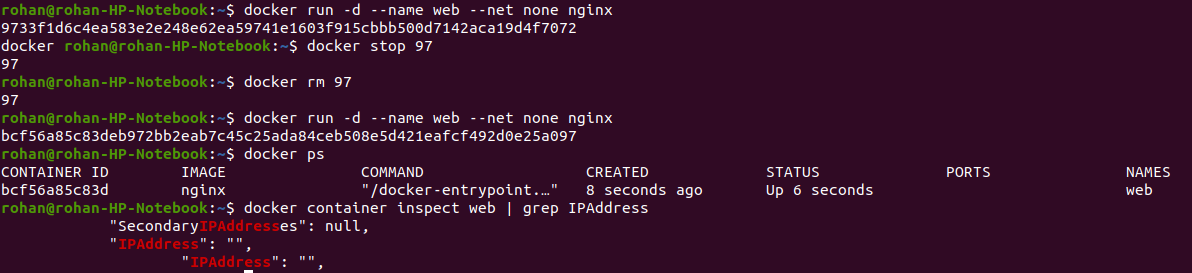 rohan@rohan-HP-Notebook:~$ docker run -d --name web --net none nginx
9733f1d6c4ea583e2e248e62ea59741e1603f915cbbb500d7142aca19d4f7072
docker rohan@rohan-HP-Notebook:~$ docker stop 97
97
rohan@rohan-HP-Notebook:~$ docker rm 97
97
rohan@rohan-HP-Notebook:~$ docker run -d --name web --net none nginx
bcf56a85c83deb972bb2eab7c45c25ada84ceb508e5d421eafcf492d0e25a097
rohan@rohan-HP-Notebook:~$ docker ps
CONTAINER ID   IMAGE   COMMAND   CREATED   STATUS   PORTS   NAMES
bcf56a85c83d   nginx   "/docker-entrypoint.…"   8 seconds ago   Up 6 seconds   web
rohan@rohan-HP-Notebook:~$ docker container inspect web | grep IPAddress
"SecondaryIPAddresses": null,
"IPAddress": "",
"IPAddress": "",